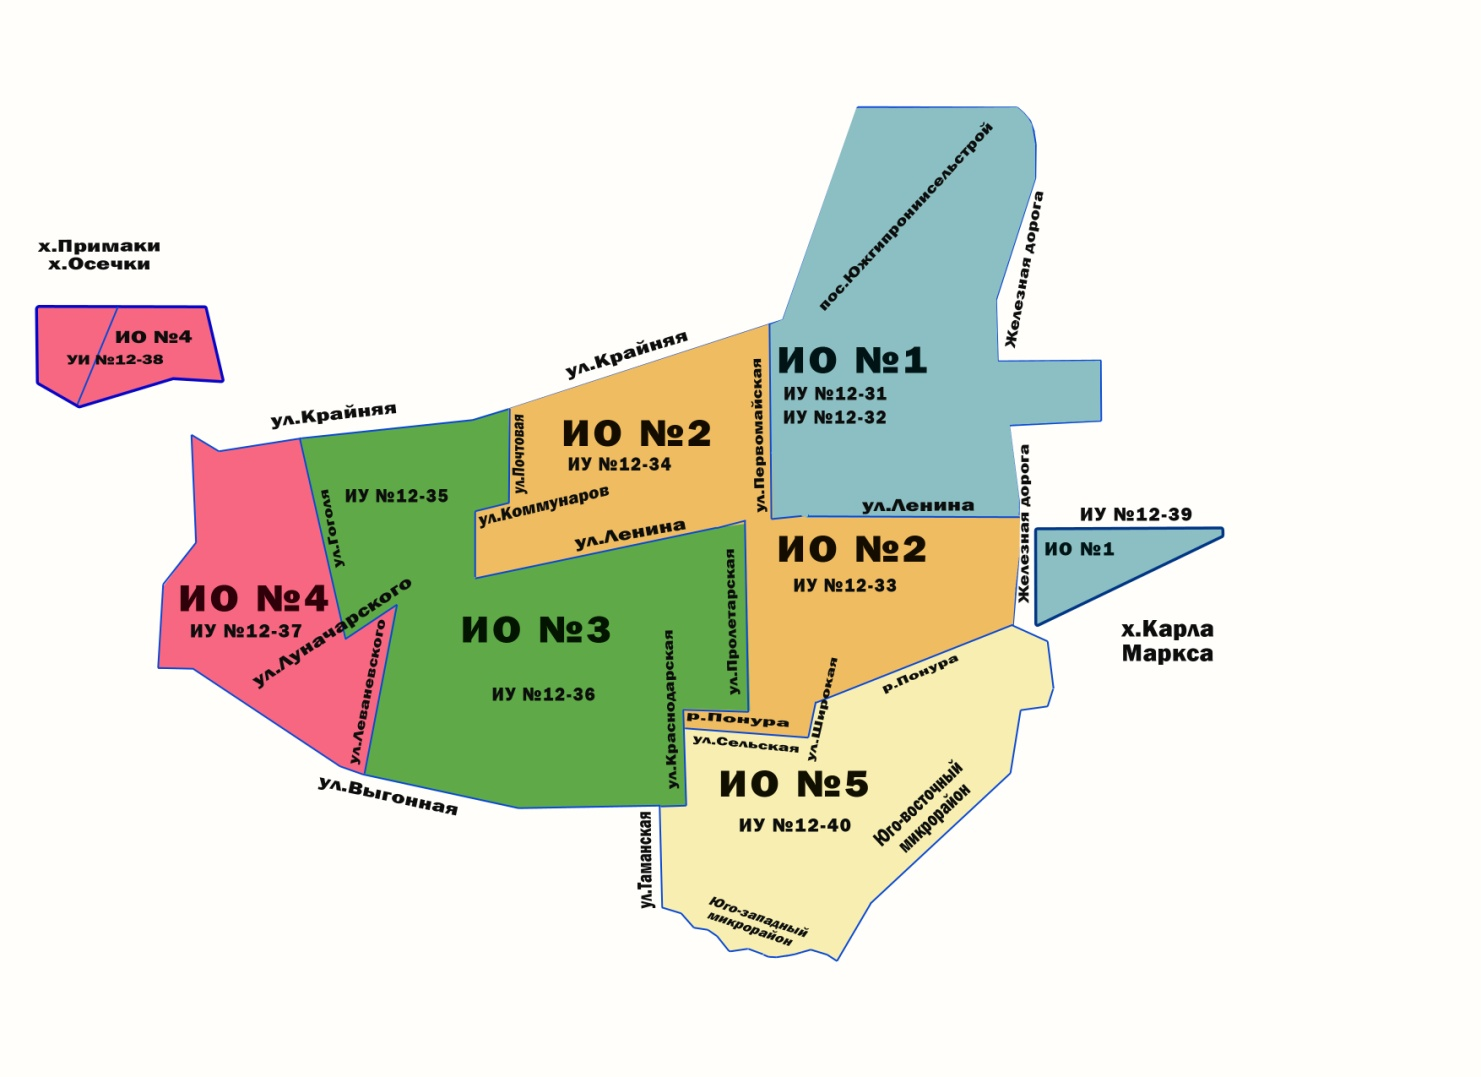 пос.Южгипрониисельстрой
Железная дорога
х.Примаки
х.Осечки
ИО №4
УИ №12-38
ул.Крайняя
ИО №1
ИУ №12-31
ИУ №12-32
ул.Первомайская
ул.Крайняя
ул.Почтовая
ИО №2
ИУ №12-34
ИУ №12-35
ул.Гоголя
ул.Коммунаров
ул.Ленина
ул.Ленина
Железная дорога
ИУ №12-39
ИО №1
х.Карла
Маркса
ИО №2
ИУ №12-33
ИО №4
ИУ №12-37
ул.Луначарского
ул.Леваневского
ИО №3
ИУ №12-36
ул.Краснодарская
ул.Пролетарская
р.Понура
р.Понура
ул.Сельская
ул.Широкая
ул.Выгонная
ИО №5
ИУ №12-40
Юго-восточный
микрорайон
ул.Таманская
Юго-западный
микрорайон